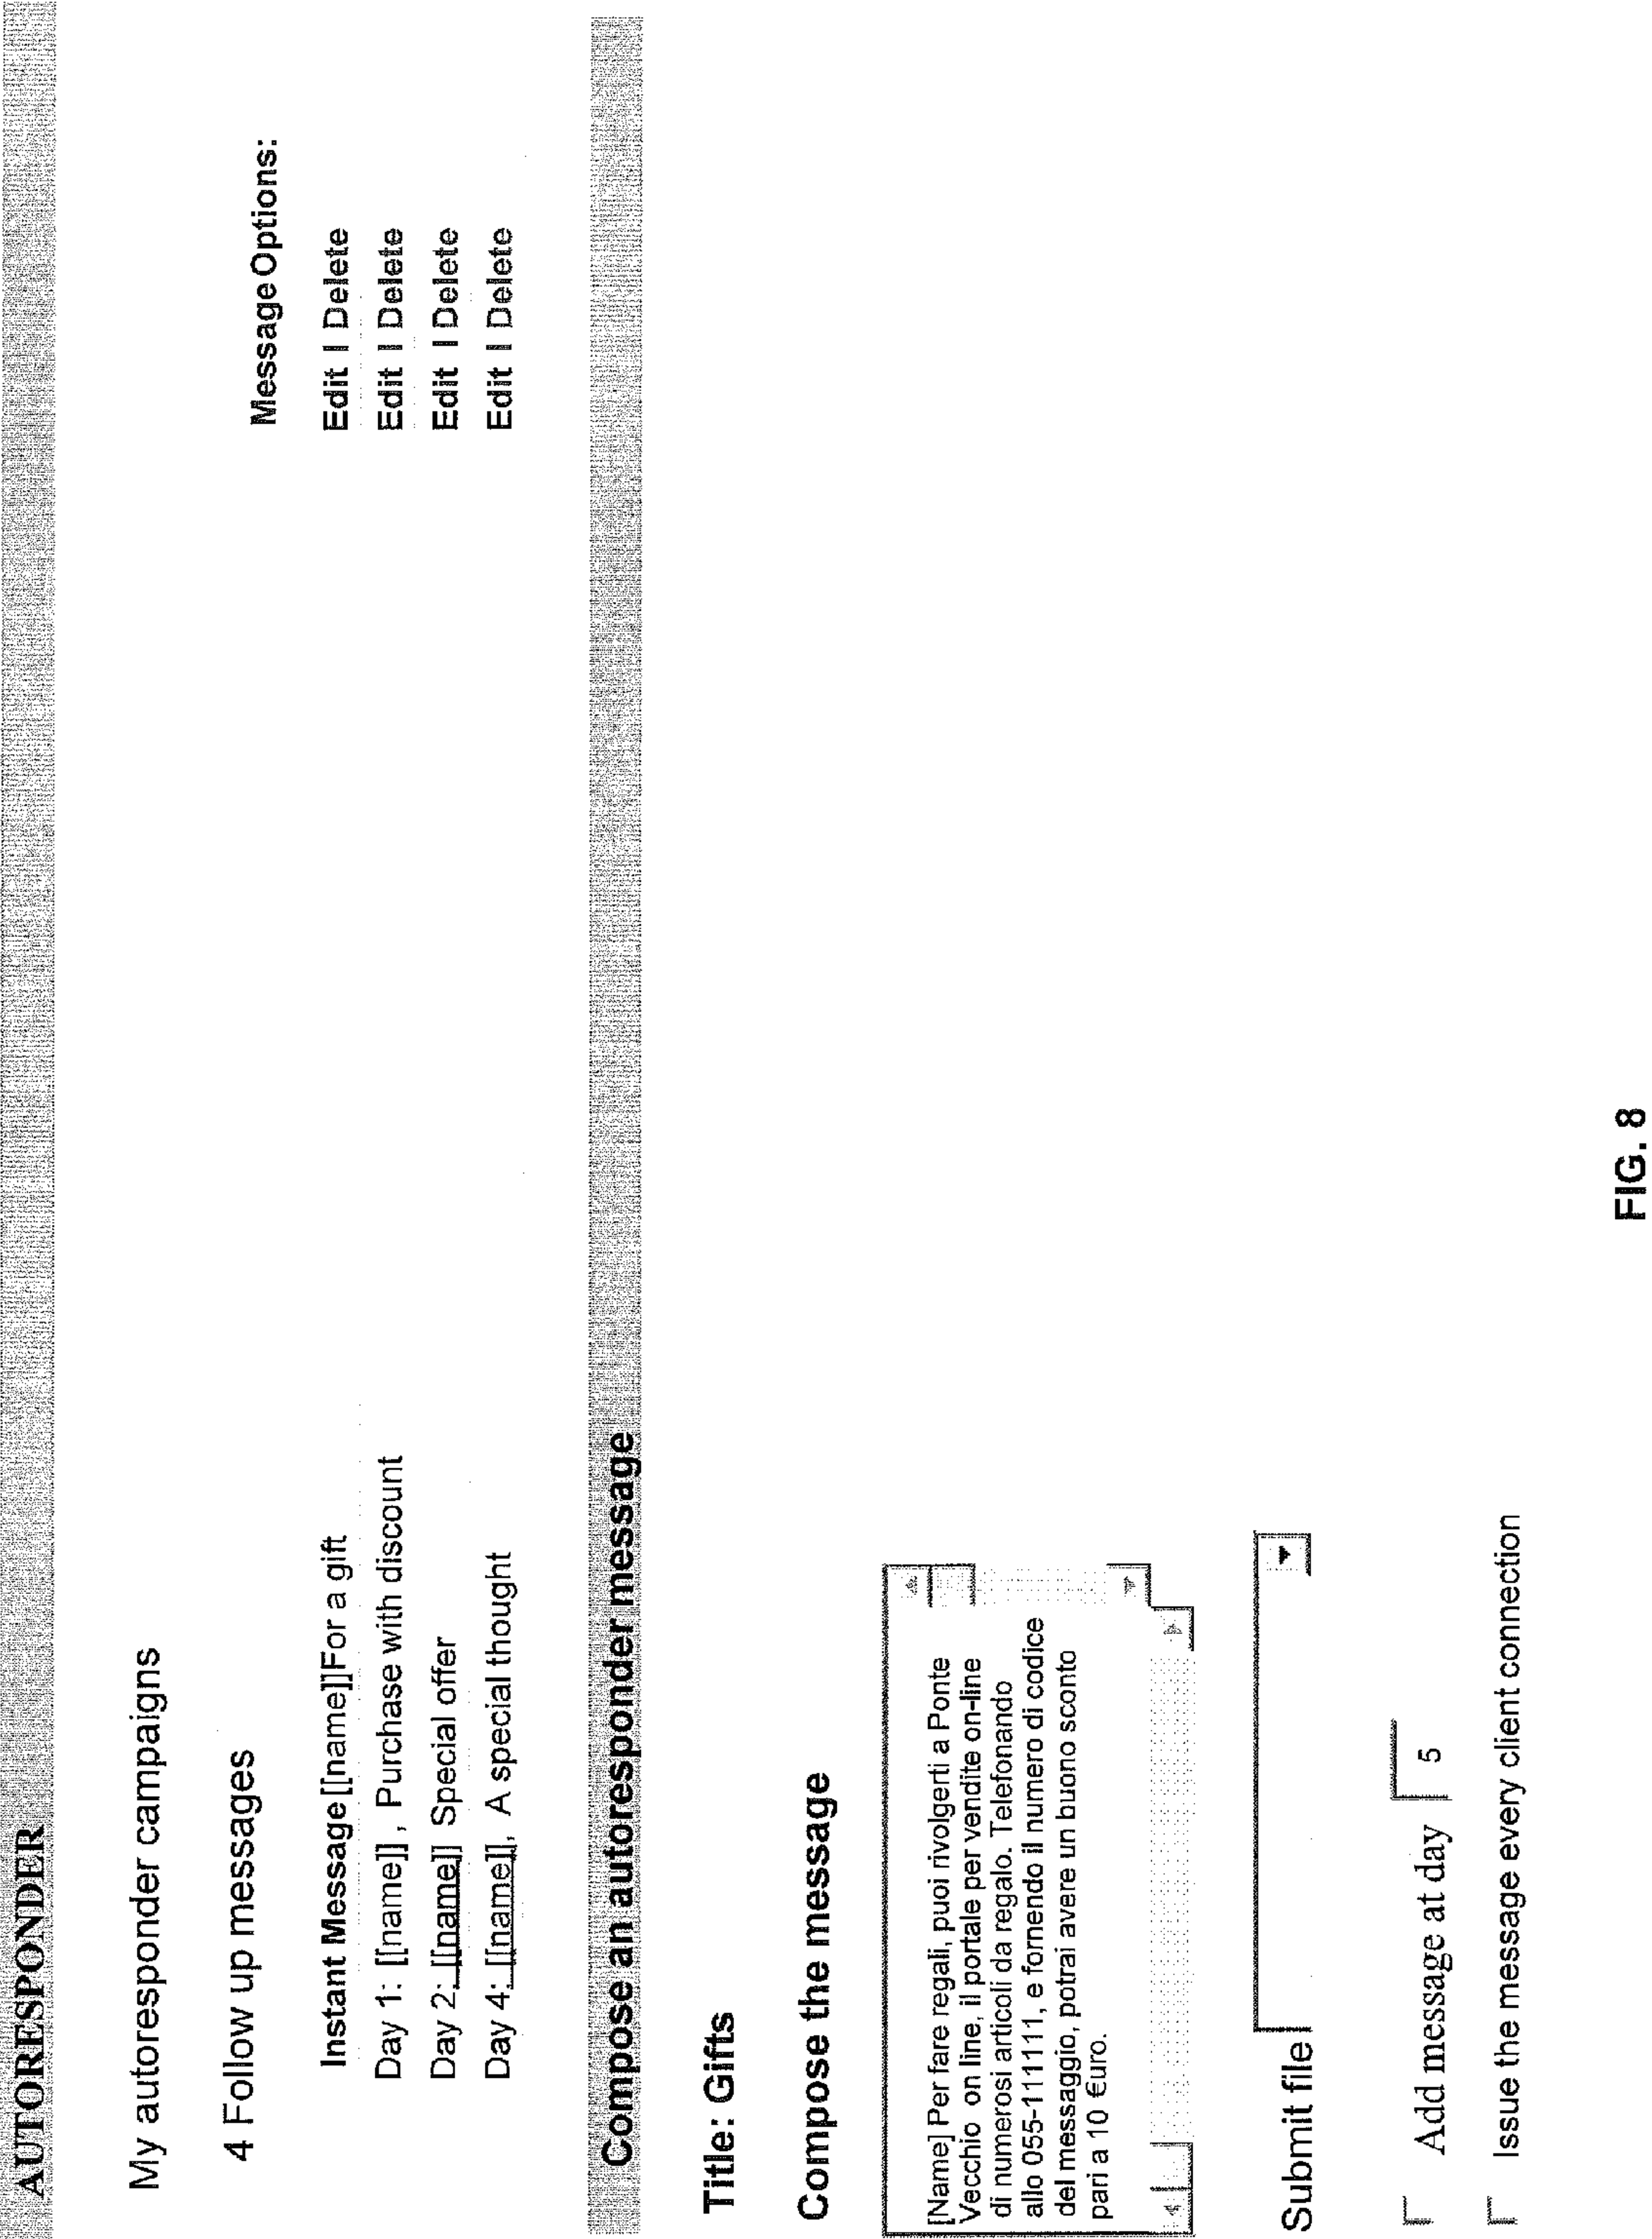 AUTORESPONDER
My autoresponder campaigns
4 Follow up messages
Message Options:
Instant Message [[name]]For a gift Edit I Delete
Day 1: [[name]] , Purchase with discount Edit I Delete
Day 2: [[name]] Special offer Edit I Delete
Day 4: [[name]], A special thought Edit I Delete
Compose an autoresponder message
Title: Gifts
Compose the message
[Name] Per fare regali, puoi rivolgerti a Ponte
Vecchio on line, il portale per vendite on-line
di numerosi articoli da regalo. Telefonando
allo 055-1111111, e fornendo il numero di codice
del messaggio, potrai avere un buono sconto
pari a 10 €uro.
Submit file
Add message at day 5
Issue the message every client connection
FIG. 8